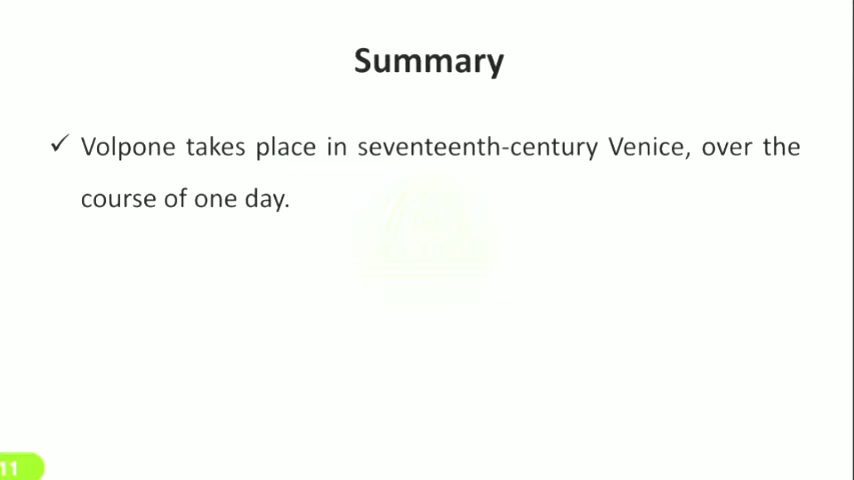 Summary
✓ Volpone takes place in seventeenth-century Venice, over the
course of one day.
11